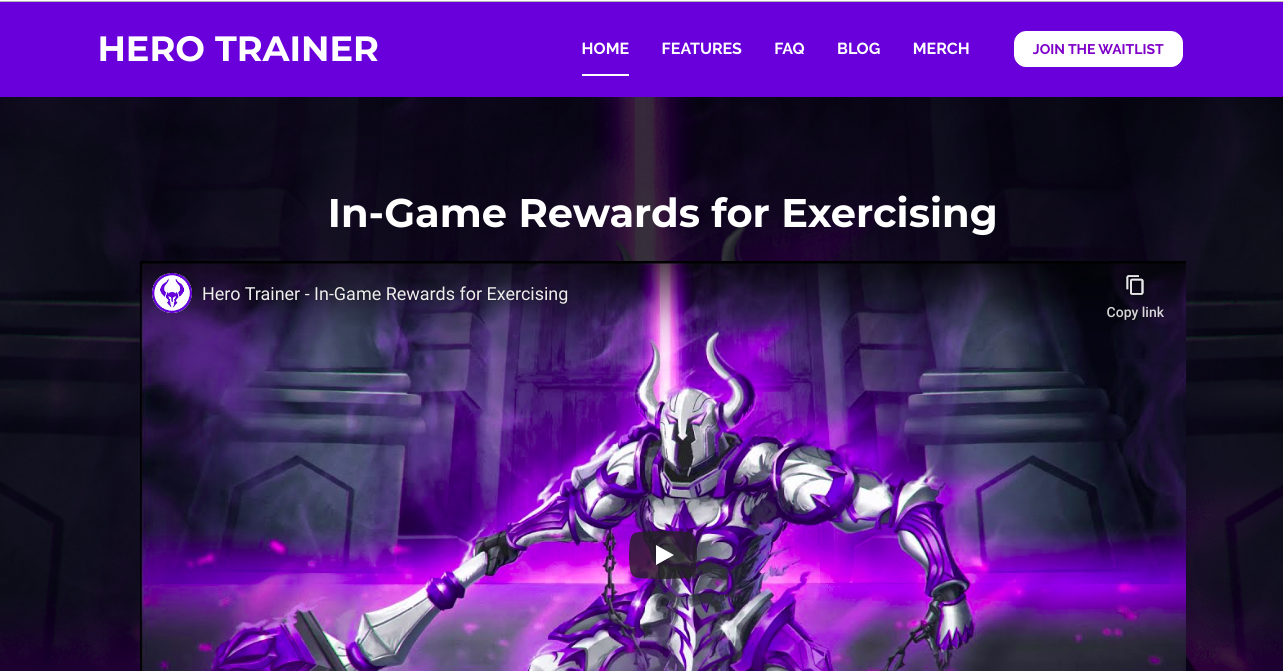 HERO TRAINER
HOME FEATURES FAQ BLOG MERCH JOIN THE WAITLIST
In-Game Rewards for Exercising
Hero Trainer - In-Game Rewards for Exercising
Copy link